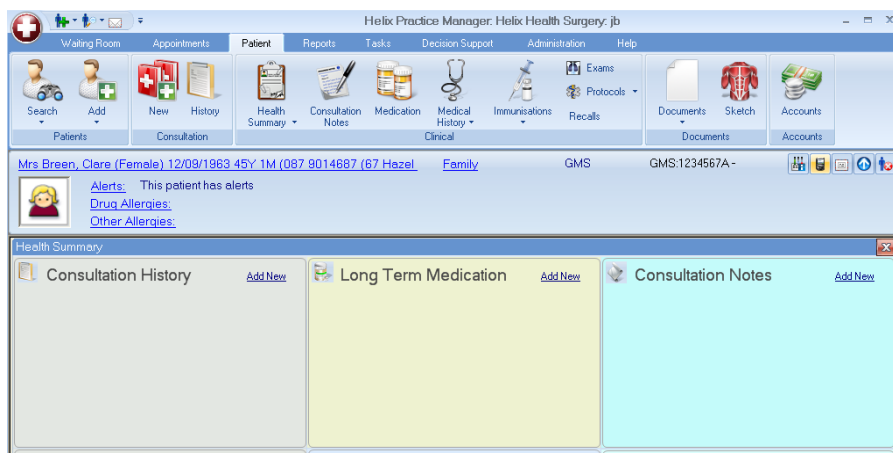 Helix Practice Manager: Helix Health Surgery: jb
Waiting Room Appointments Patient Reports Tasks Decision Support Administration Help
Search Add New History Health Summary Consultation Notes Medication Medical History Immunisations Exams Protocols Recalls Documents Sketch Accounts
Patients Consultation Clinical Documents Accounts
Mrs Breen, Clare (Female) 12/09/1963 45Y 1M (087 9014687 (67 Hazel Family GMS GMS:1234567A-
Alerts: This patient has alerts
Drug Allergies:
Other Allergies:
Health Summary
Consultation History Add New Long Term Medication Add New Consultation Notes Add New